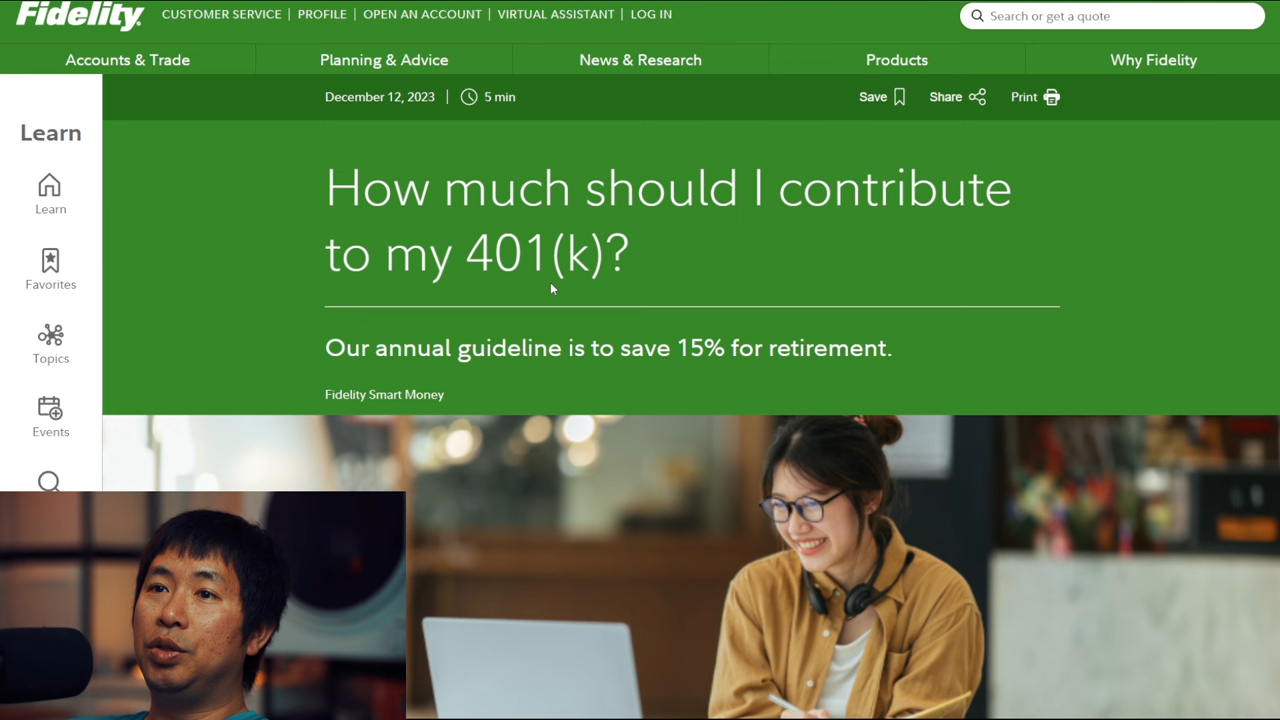 Fidelity
CUSTOMER SERVICE | PROFILE | OPEN AN ACCOUNT | VIRTUAL ASSISTANT | LOG IN
Search or get a quote
Accounts & Trade
Planning & Advice
News & Research
Products
Why Fidelity
December 12, 2023 | 5 min
Save
Share
Print
Learn
Learn
Favorites
Topics
Events
How much should I contribute
to my 401(k)?
Our annual guideline is to save 15% for retirement.
Fidelity Smart Money